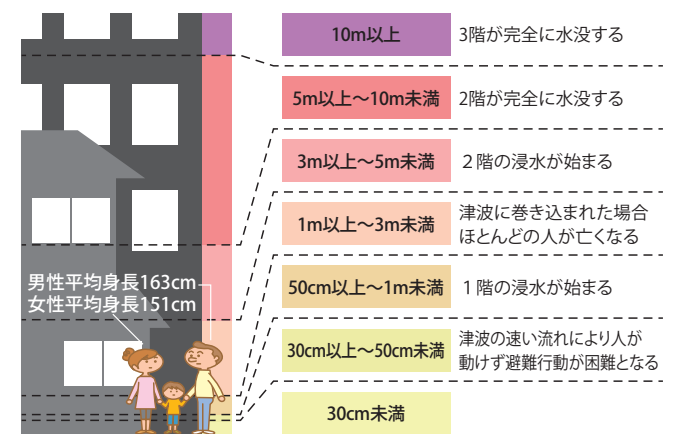 10m以上
3階が完全に水没する
5m以上～10m未満
2階が完全に水没する
3m以上～5m未満
２階の浸水が始まる
1m以上～3m未満
津波に巻き込まれた場合
ほとんどの人が亡くなる
50cm以上～1m未満
１階の浸水が始まる
30cm以上～50cm未満
津波の速い流れにより人が
動けず避難行動が困難となる
30cm未満
男性平均身長163cm
女性平均身長151cm